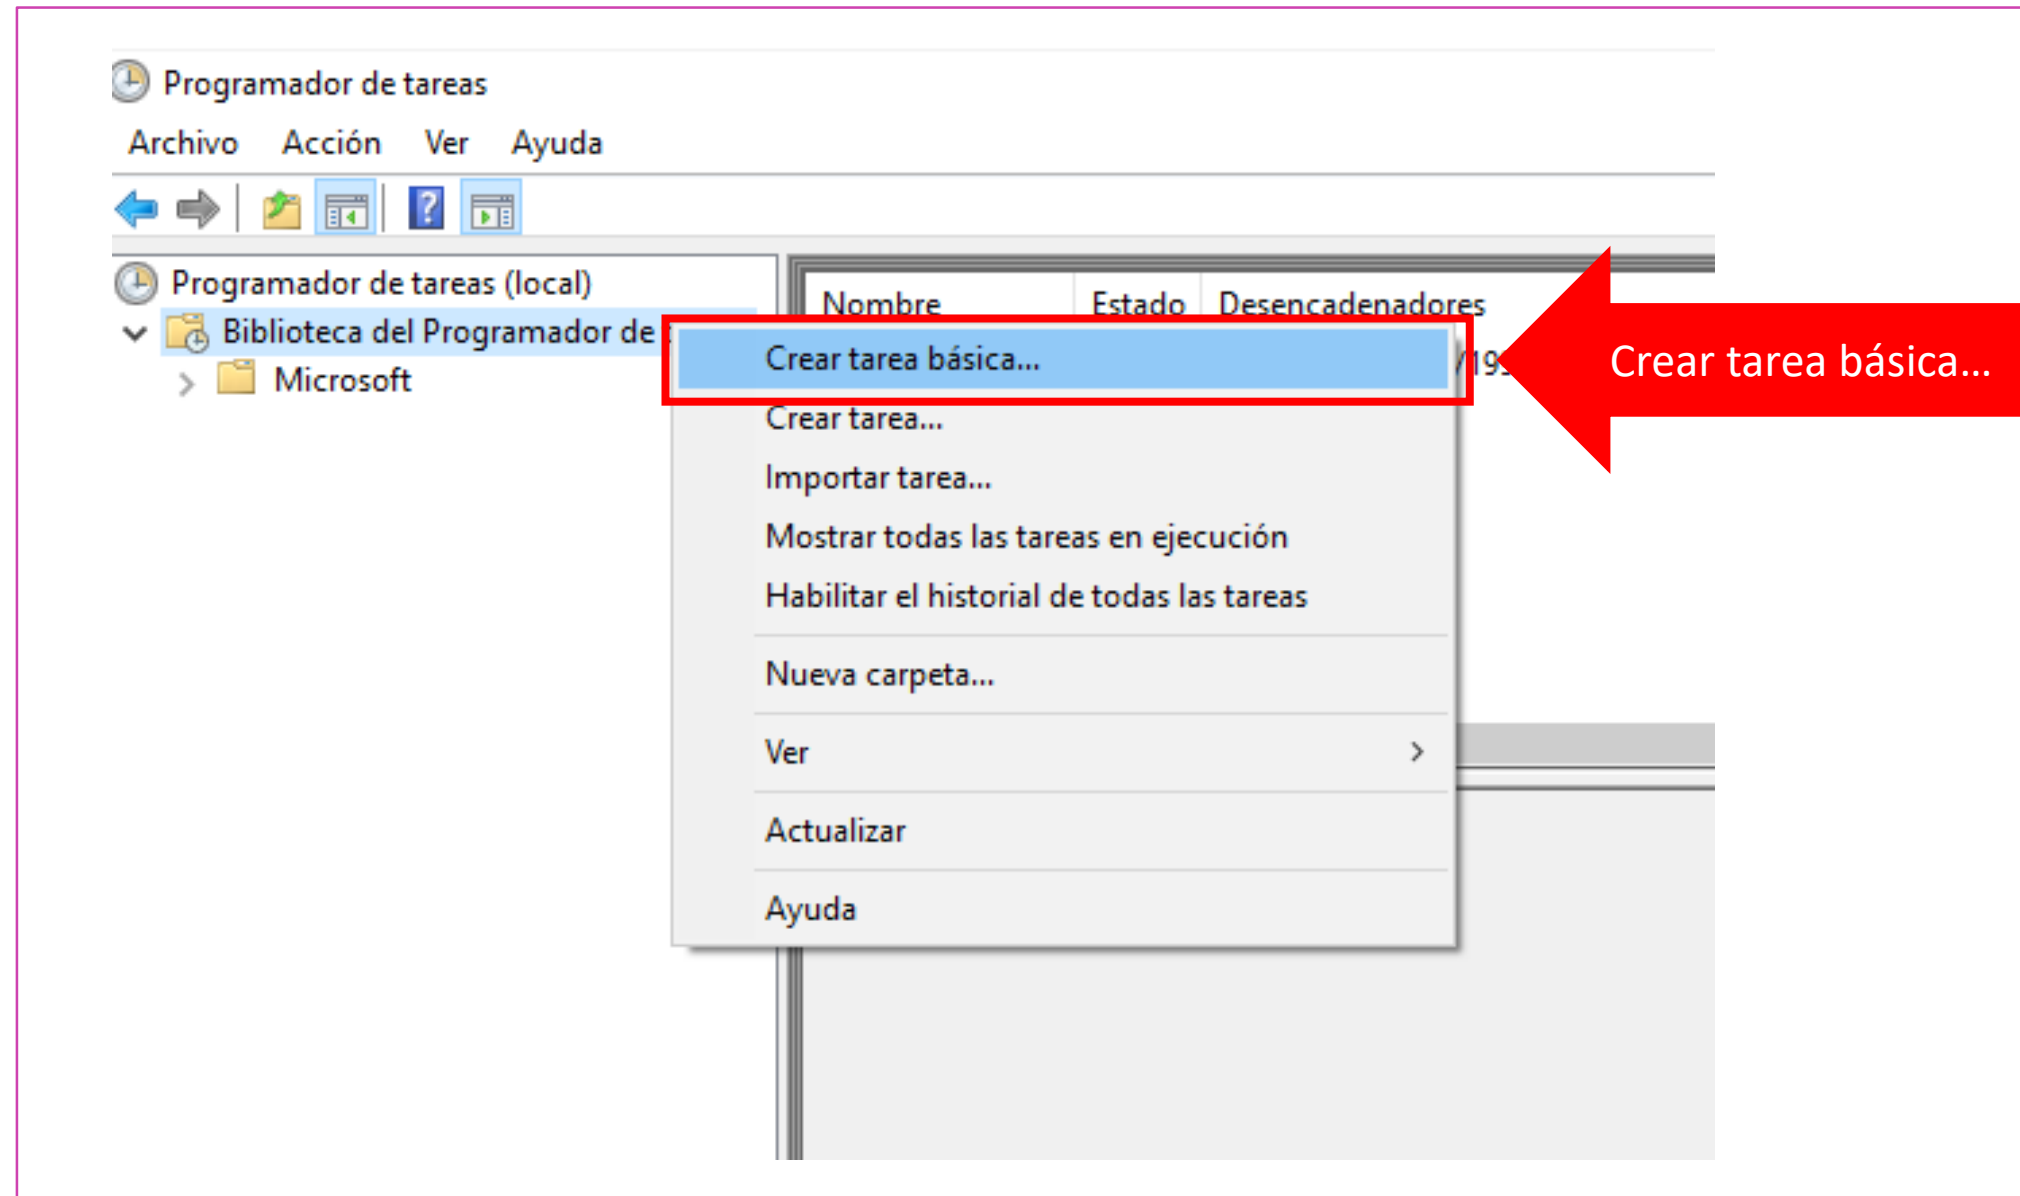 Programador de tareas
Archivo Acción Ver Ayuda
Programador de tareas (local)
Nombre Estado Desencadenadores
Biblioteca del Programador de
Microsoft
Crear tarea básica...
Crear tarea básica...
Crear tarea...
Importar tarea...
Mostrar todas las tareas en ejecución
Habilitar el historial de todas las tareas
Nueva carpeta...
Ver
Actualizar
Ayuda